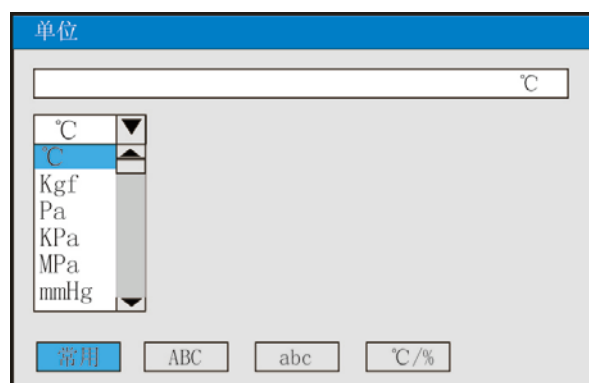 单位
℃
℃
℃
Kgf
Pa
KPa
MPa
mmHg
常用 ABC abc ℃/%